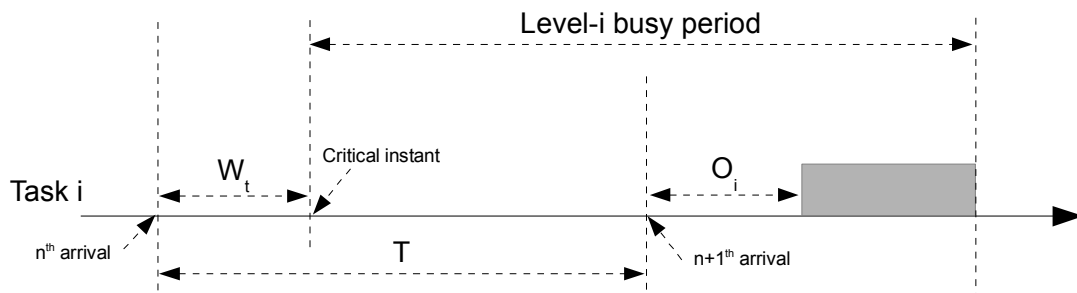 Level-i busy period
Critical instant
W_t
O_i
Task i
n^th arrival
T
n+1^th arrival